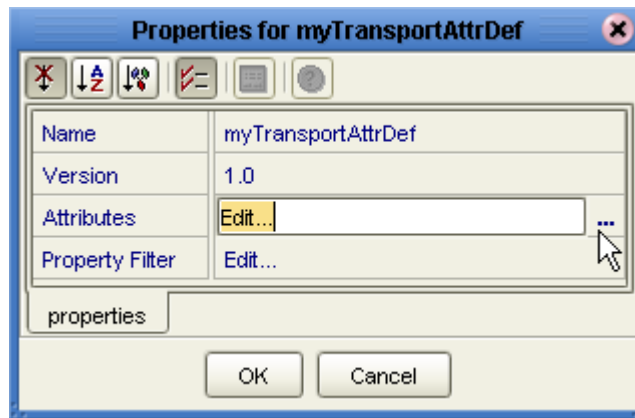 Properties for myTransportAttrDef
Name myTransportAttrDef
Version 1.0
Attributes Edit... ...
Property Filter Edit...
properties
OK Cancel